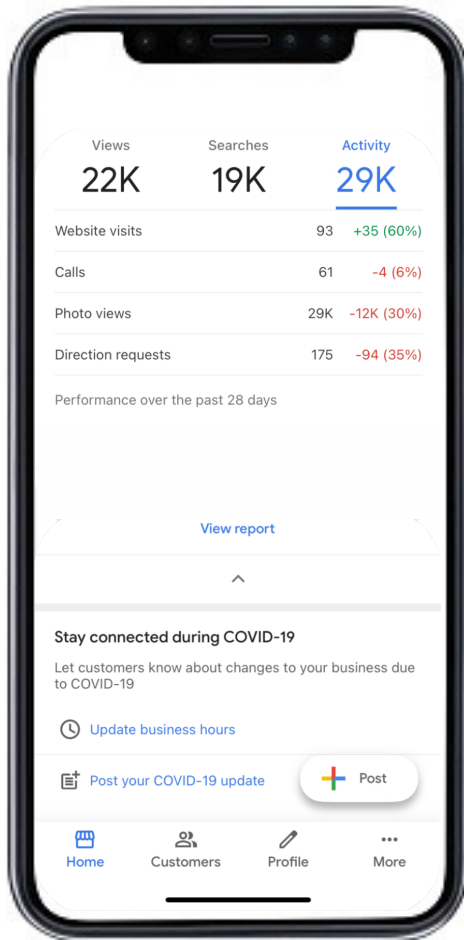 Views Searches Activity
22K 19K 29K
Website visits 93 +35 (60%)
Calls 61 -4 (6%)
Photo views 29K -12K (30%)
Direction requests 175 -94 (35%)
Performance over the past 28 days
View report
Stay connected during COVID-19
Let customers know about changes to your business due
to COVID-19
Update business hours
Post your COVID-19 update
Post
Home Customers Profile More